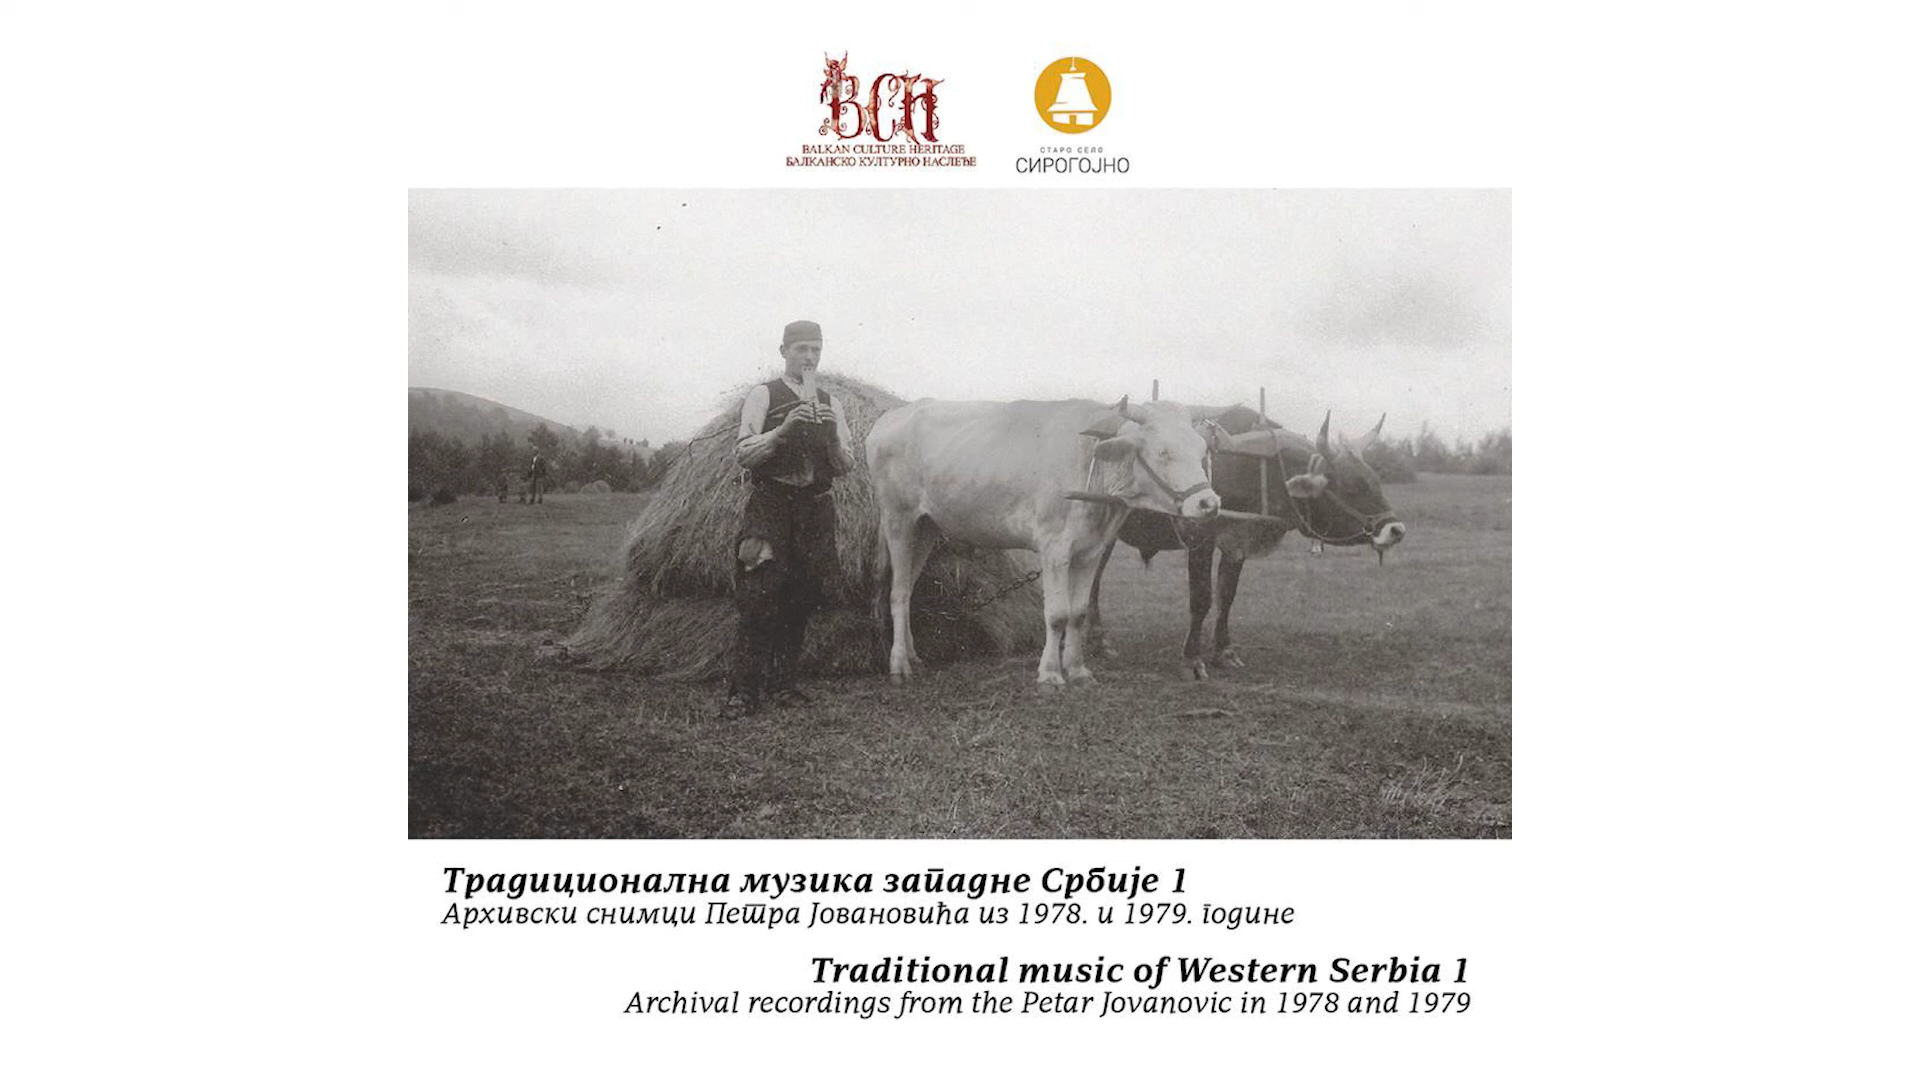 BCH
BALKAN CULTURE HERITAGE
БАЛКАНСКО КУЛТУРНО НАСЛЕЂЕ
СТАРО СЕЛО
СИРОГОЈНО
Традиционална музика западне Србије 1
Архивски снимци Петра Јовановића из 1978. и 1979. године
Traditional music of Western Serbia 1
Archival recordings from the Petar Jovanovic in 1978 and 1979